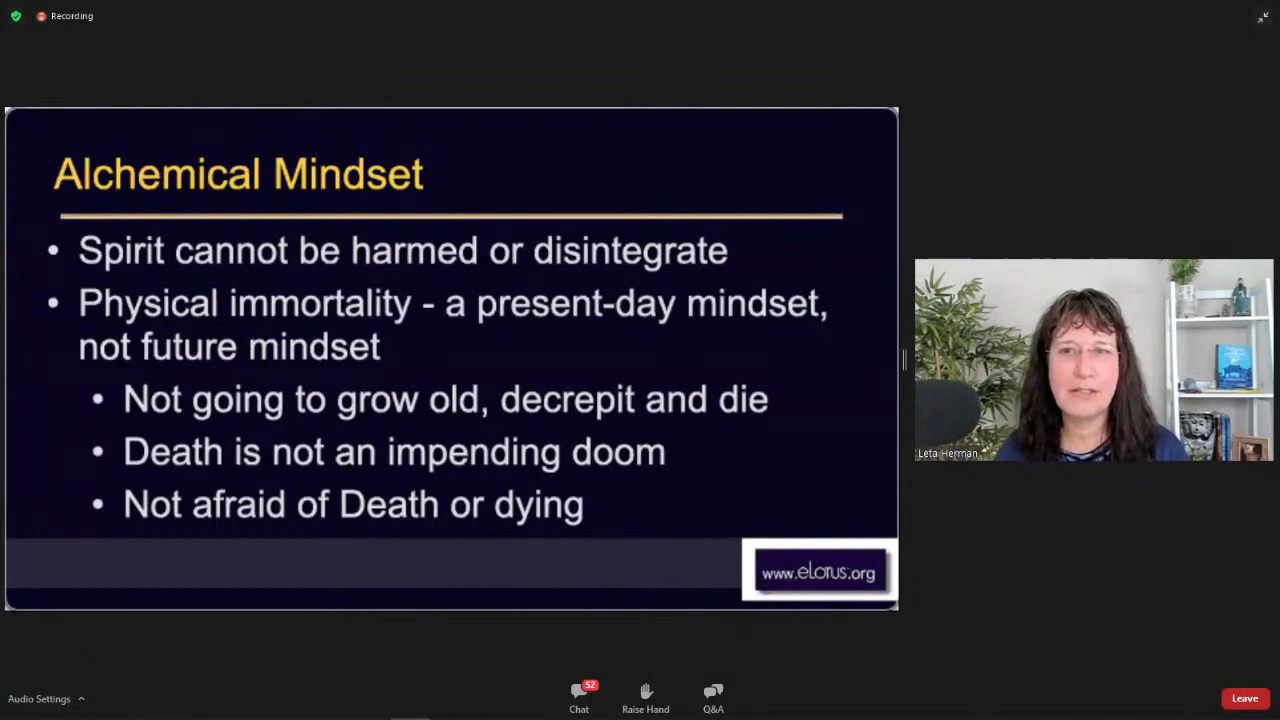 Recording
Alchemical Mindset
• Spirit cannot be harmed or disintegrate
• Physical immortality - a present-day mindset,
not future mindset
• Not going to grow old, decrepit and die
• Death is not an impending doom
• Not afraid of Death or dying
www.eLotus.org
Leta Herman
Audio Settings
52
Chat
Raise Hand
Q&A
Leave